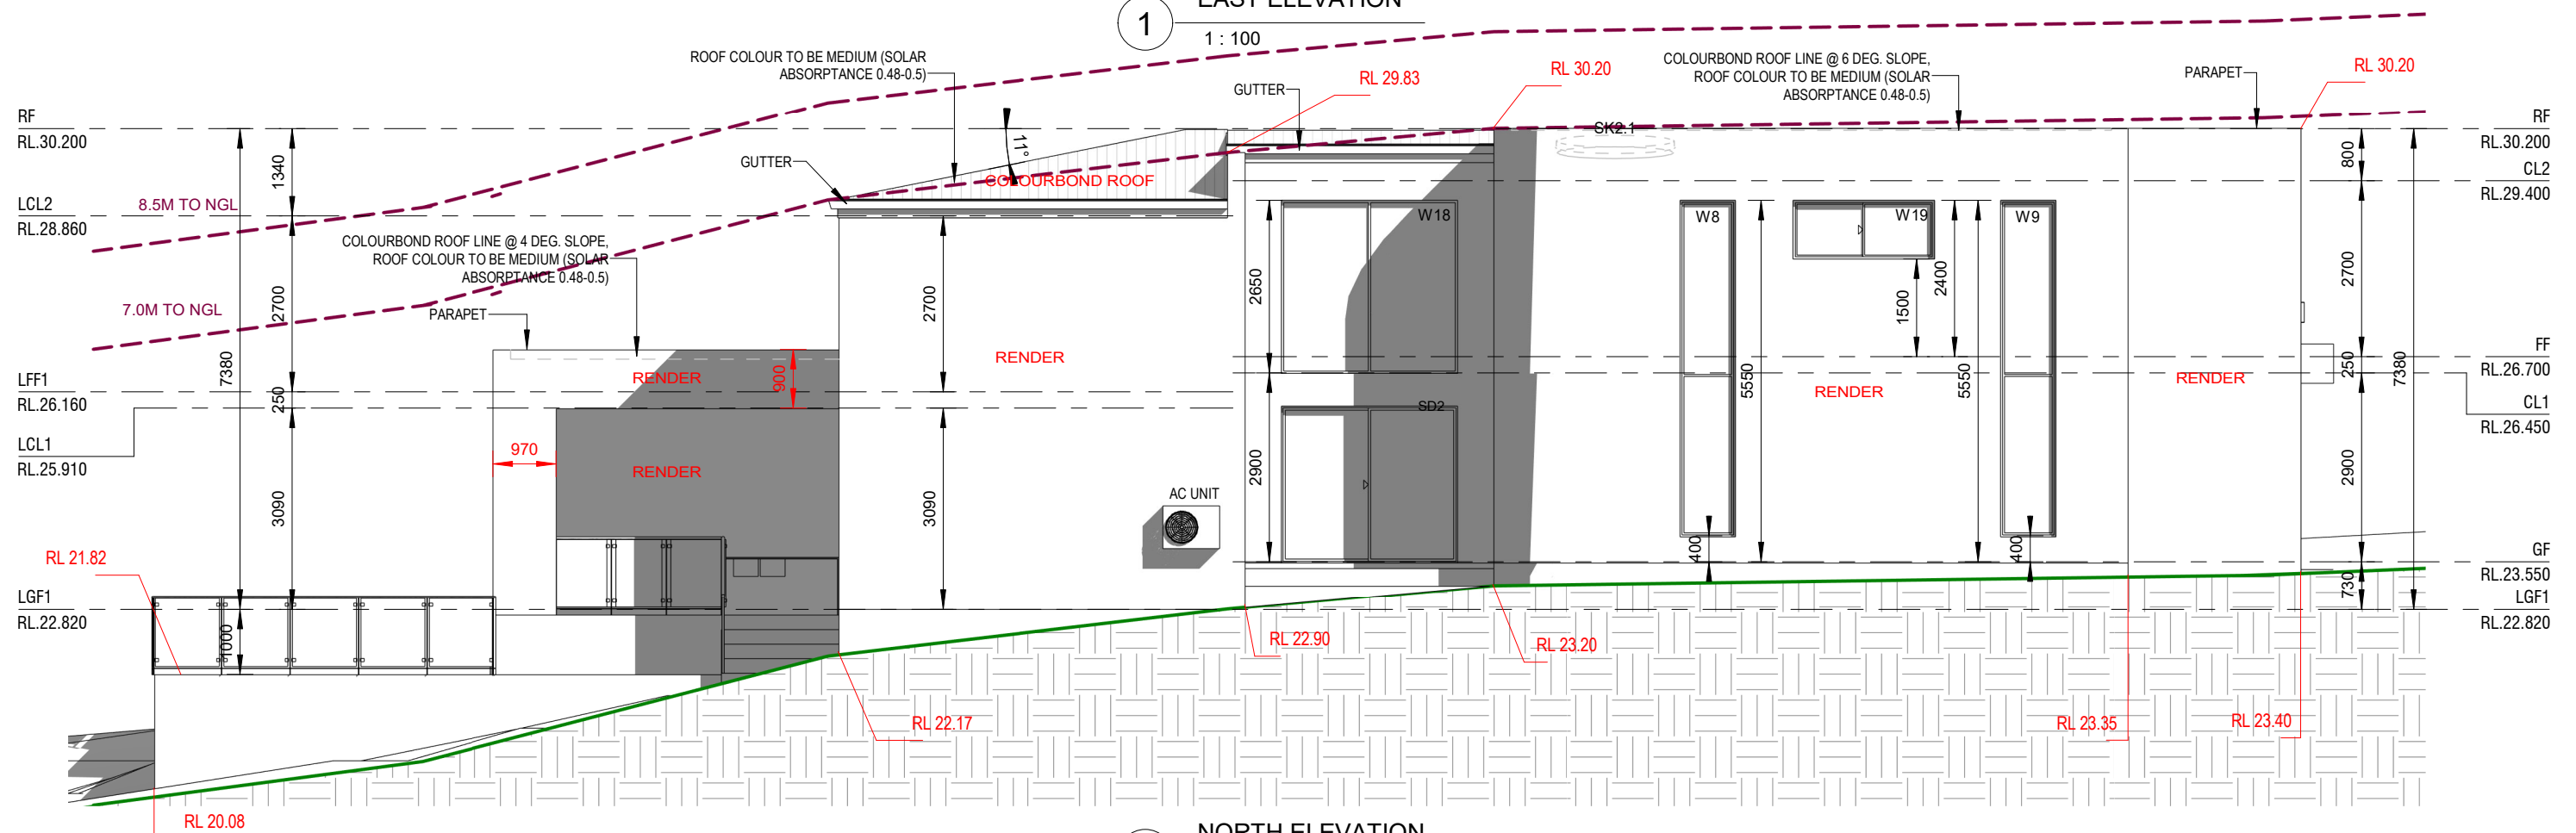 EAST ELEVATION
1
1 : 100
ROOF COLOUR TO BE MEDIUM (SOLAR
ABSORPTANCE 0.48-0.5)
COLOURBOND ROOF LINE @ 6 DEG. SLOPE,
ROOF COLOUR TO BE MEDIUM (SOLAR
ABSORPTANCE 0.48-0.5)
RL 29.83
RL 30.20
PARAPET
RL 30.20
GUTTER
RF
RL.30.200
SK2.1
RF
RL.30.200
11°
1340
800
GUTTER
COLOURBOND ROOF
CL2
RL.29.400
LCL2
RL.28.860
8.5M TO NGL
W18
W8
W19
W9
COLOURBOND ROOF LINE @ 4 DEG. SLOPE,
ROOF COLOUR TO BE MEDIUM (SOLAR
ABSORPTANCE 0.48-0.5)
2700
2700
2650
1500
2400
2700
7.0M TO NGL
PARAPET
7380
RENDER
FF
RL.26.700
250
7380
LFF1
RL.26.160
250
RENDER
900
5550
RENDER
5550
RENDER
CL1
RL.26.450
SD2
LCL1
RL.25.910
970
RENDER
3090
3090
2900
2900
AC UNIT
400
400
RL 21.82
GF
RL.23.550
730
LGF1
RL.22.820
LGF1
RL.22.820
1000
RL 22.90
RL 23.20
RL 22.17
RL 23.35
RL 23.40
RL 20.08
NORTH ELEVATION